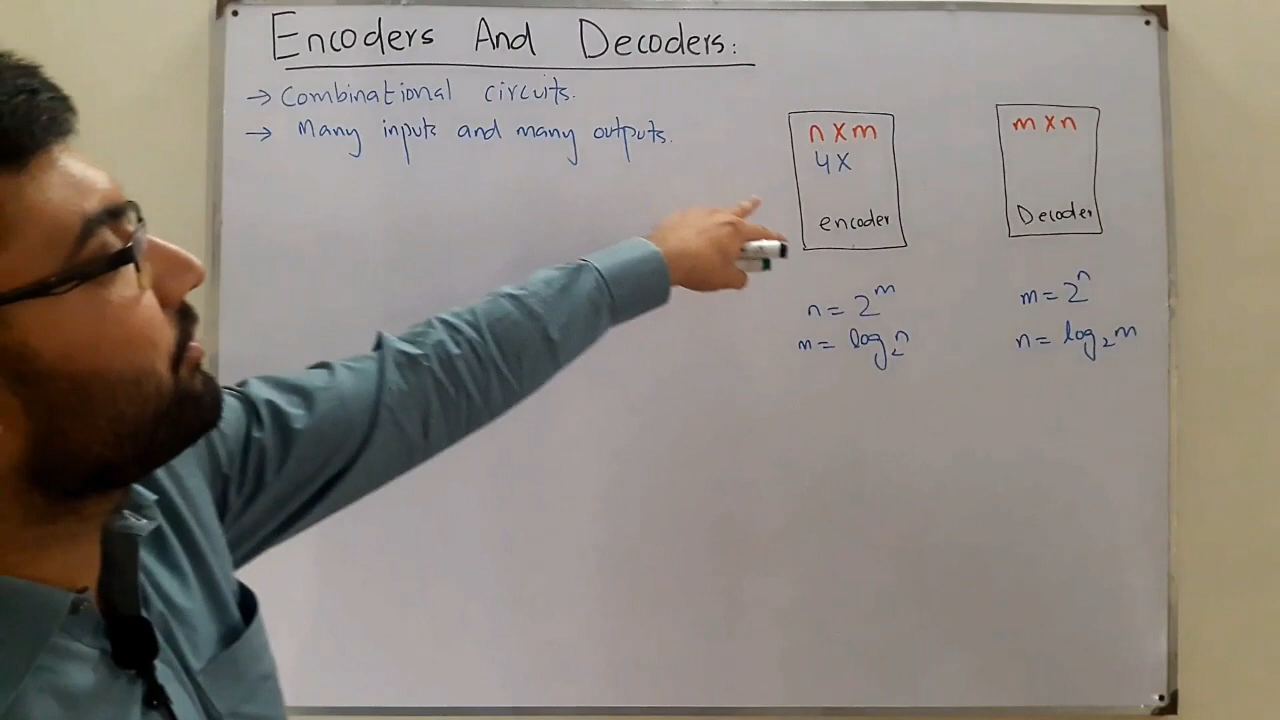 Encoders And Decoders:
→ Combinational circuits.
→ Many inputs and many outputs.
n x m
4 x
encoder
n = 2^m
m = log₂n
m x n
Decoder
m = 2^n
n = log₂m